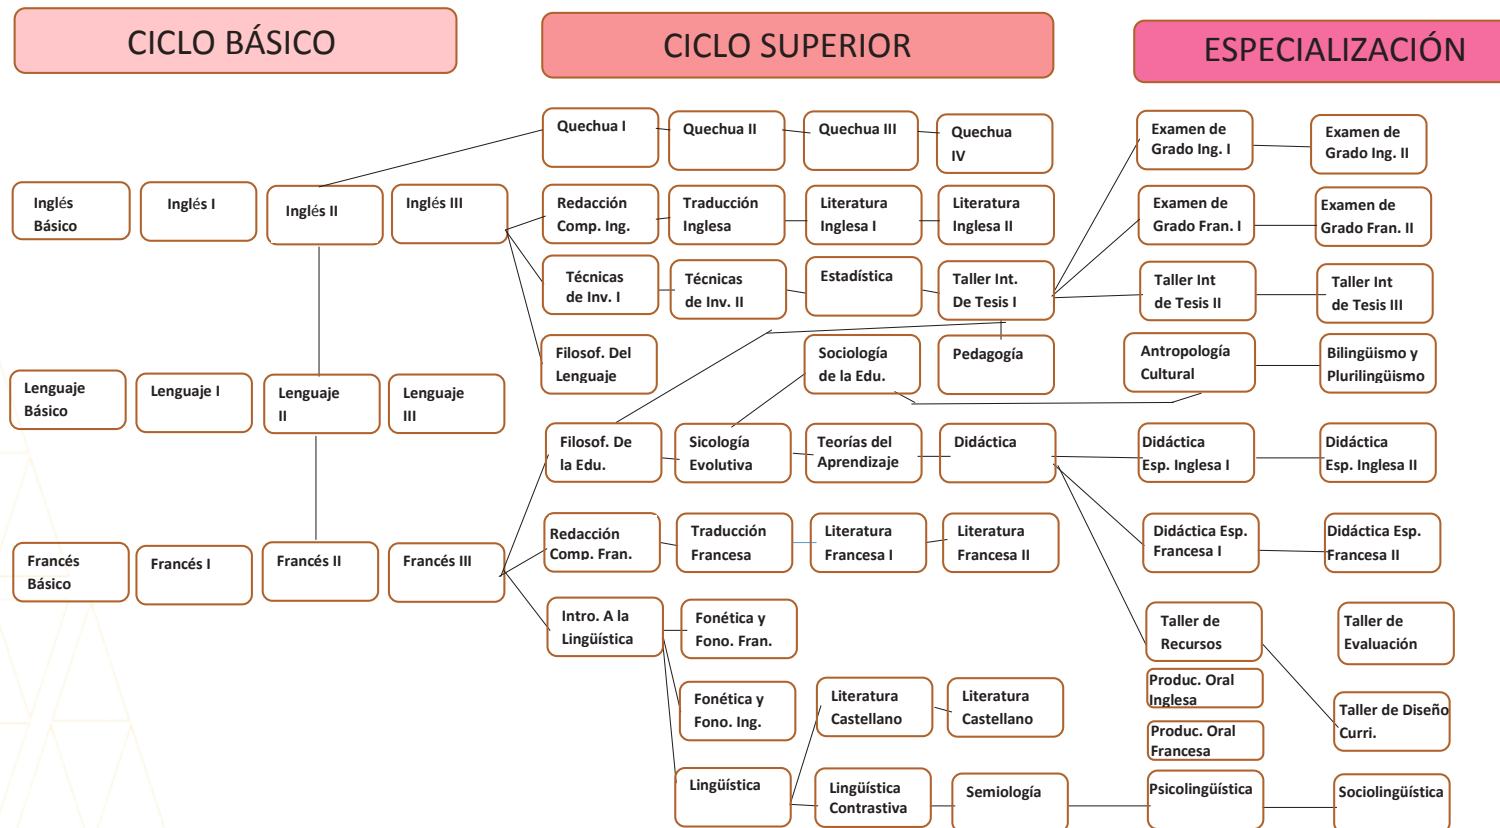 CICLO BÁSICO
CICLO SUPERIOR
ESPECIALIZACIÓN
Quechua I
Quechua II
Quechua III
Quechua
IV
Examen de
Grado Ing. I
Examen de
Grado Ing. II
Inglés
Básico
Inglés I
Inglés II
Inglés III
Redacción
Comp. Ing.
Traducción
Inglesa
Literatura
Inglesa I
Literatura
Inglesa II
Examen de
Grado Fran. I
Examen de
Grado Fran. II
Técnicas
de Inv. I
Técnicas
de Inv. II
Estadística
Taller Int.
De Tesis I
Taller Int
de Tesis II
Taller Int
de Tesis III
Filosof. Del
Lenguaje
Sociología
de la Edu.
Pedagogía
Antropología
Cultural
Bilingüismo y
Plurilingüismo
Lenguaje
Básico
Lenguaje I
Lenguaje
II
Lenguaje
III
Filosof. De
la Edu.
Sicología
Evolutiva
Teorías del
Aprendizaje
Didáctica
Didáctica
Esp. Inglesa I
Didáctica
Esp. Inglesa II
Redacción
Comp. Fran.
Traducción
Francesa
Literatura
Francesa I
Literatura
Francesa II
Didáctica Esp.
Francesa I
Didáctica Esp.
Francesa II
Francés
Básico
Francés I
Francés II
Francés III
Intro. A la
Lingüística
Fonética y
Fono. Fran.
Taller de
Recursos
Taller de
Evaluación
Fonética y
Fono. Ing.
Literatura
Castellano
Literatura
Castellano
Produc. Oral
Inglesa
Produc. Oral
Francesa
Taller de Diseño
Curri.
Lingüística
Lingüística
Contrastiva
Semiología
Psicolingüística
Sociolingüística